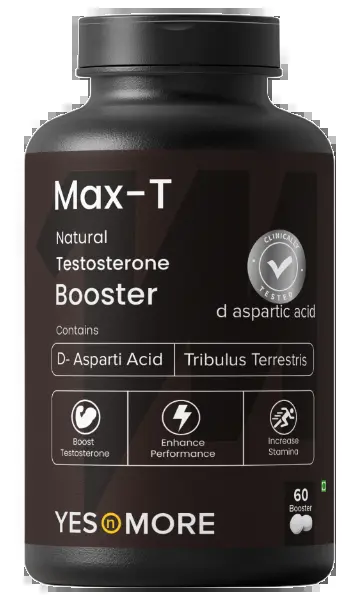 Max-T
Natural
Testosterone
Booster
CLINICALLY
TESTED
d aspartic acid
Contains
D- Asparti Acid
Tribulus Terrestris
Boost
Testosterone
Enhance
Performance
Increase
Stamina
60
Booster
YES n MORE